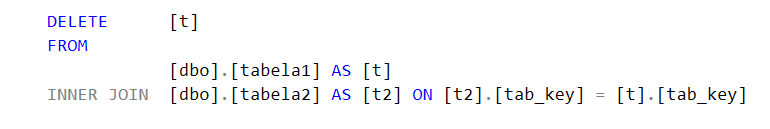 DELETE [t]
FROM
[dbo].[tabela1] AS [t]
INNER JOIN [dbo].[tabela2] AS [t2] ON [t2].[tab_key] = [t].[tab_key]